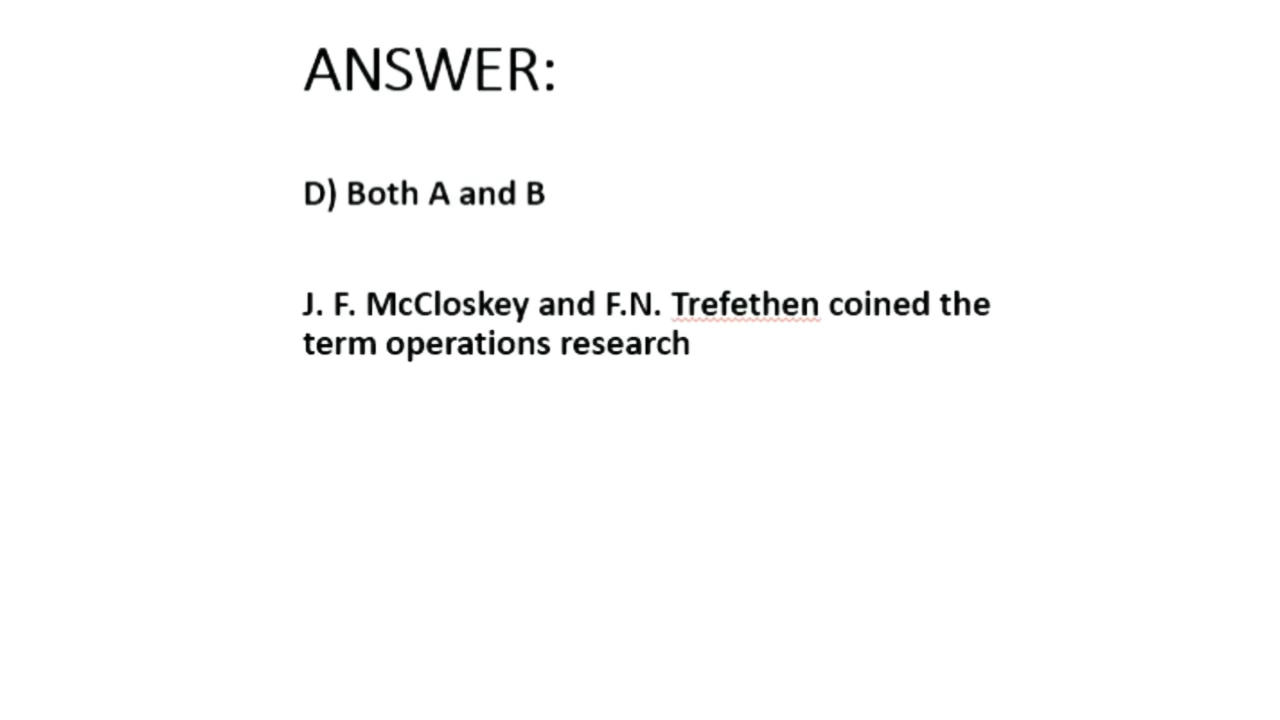 ANSWER:
D) Both A and B
J. F. McCloskey and F.N. Trefethen coined the
term operations research